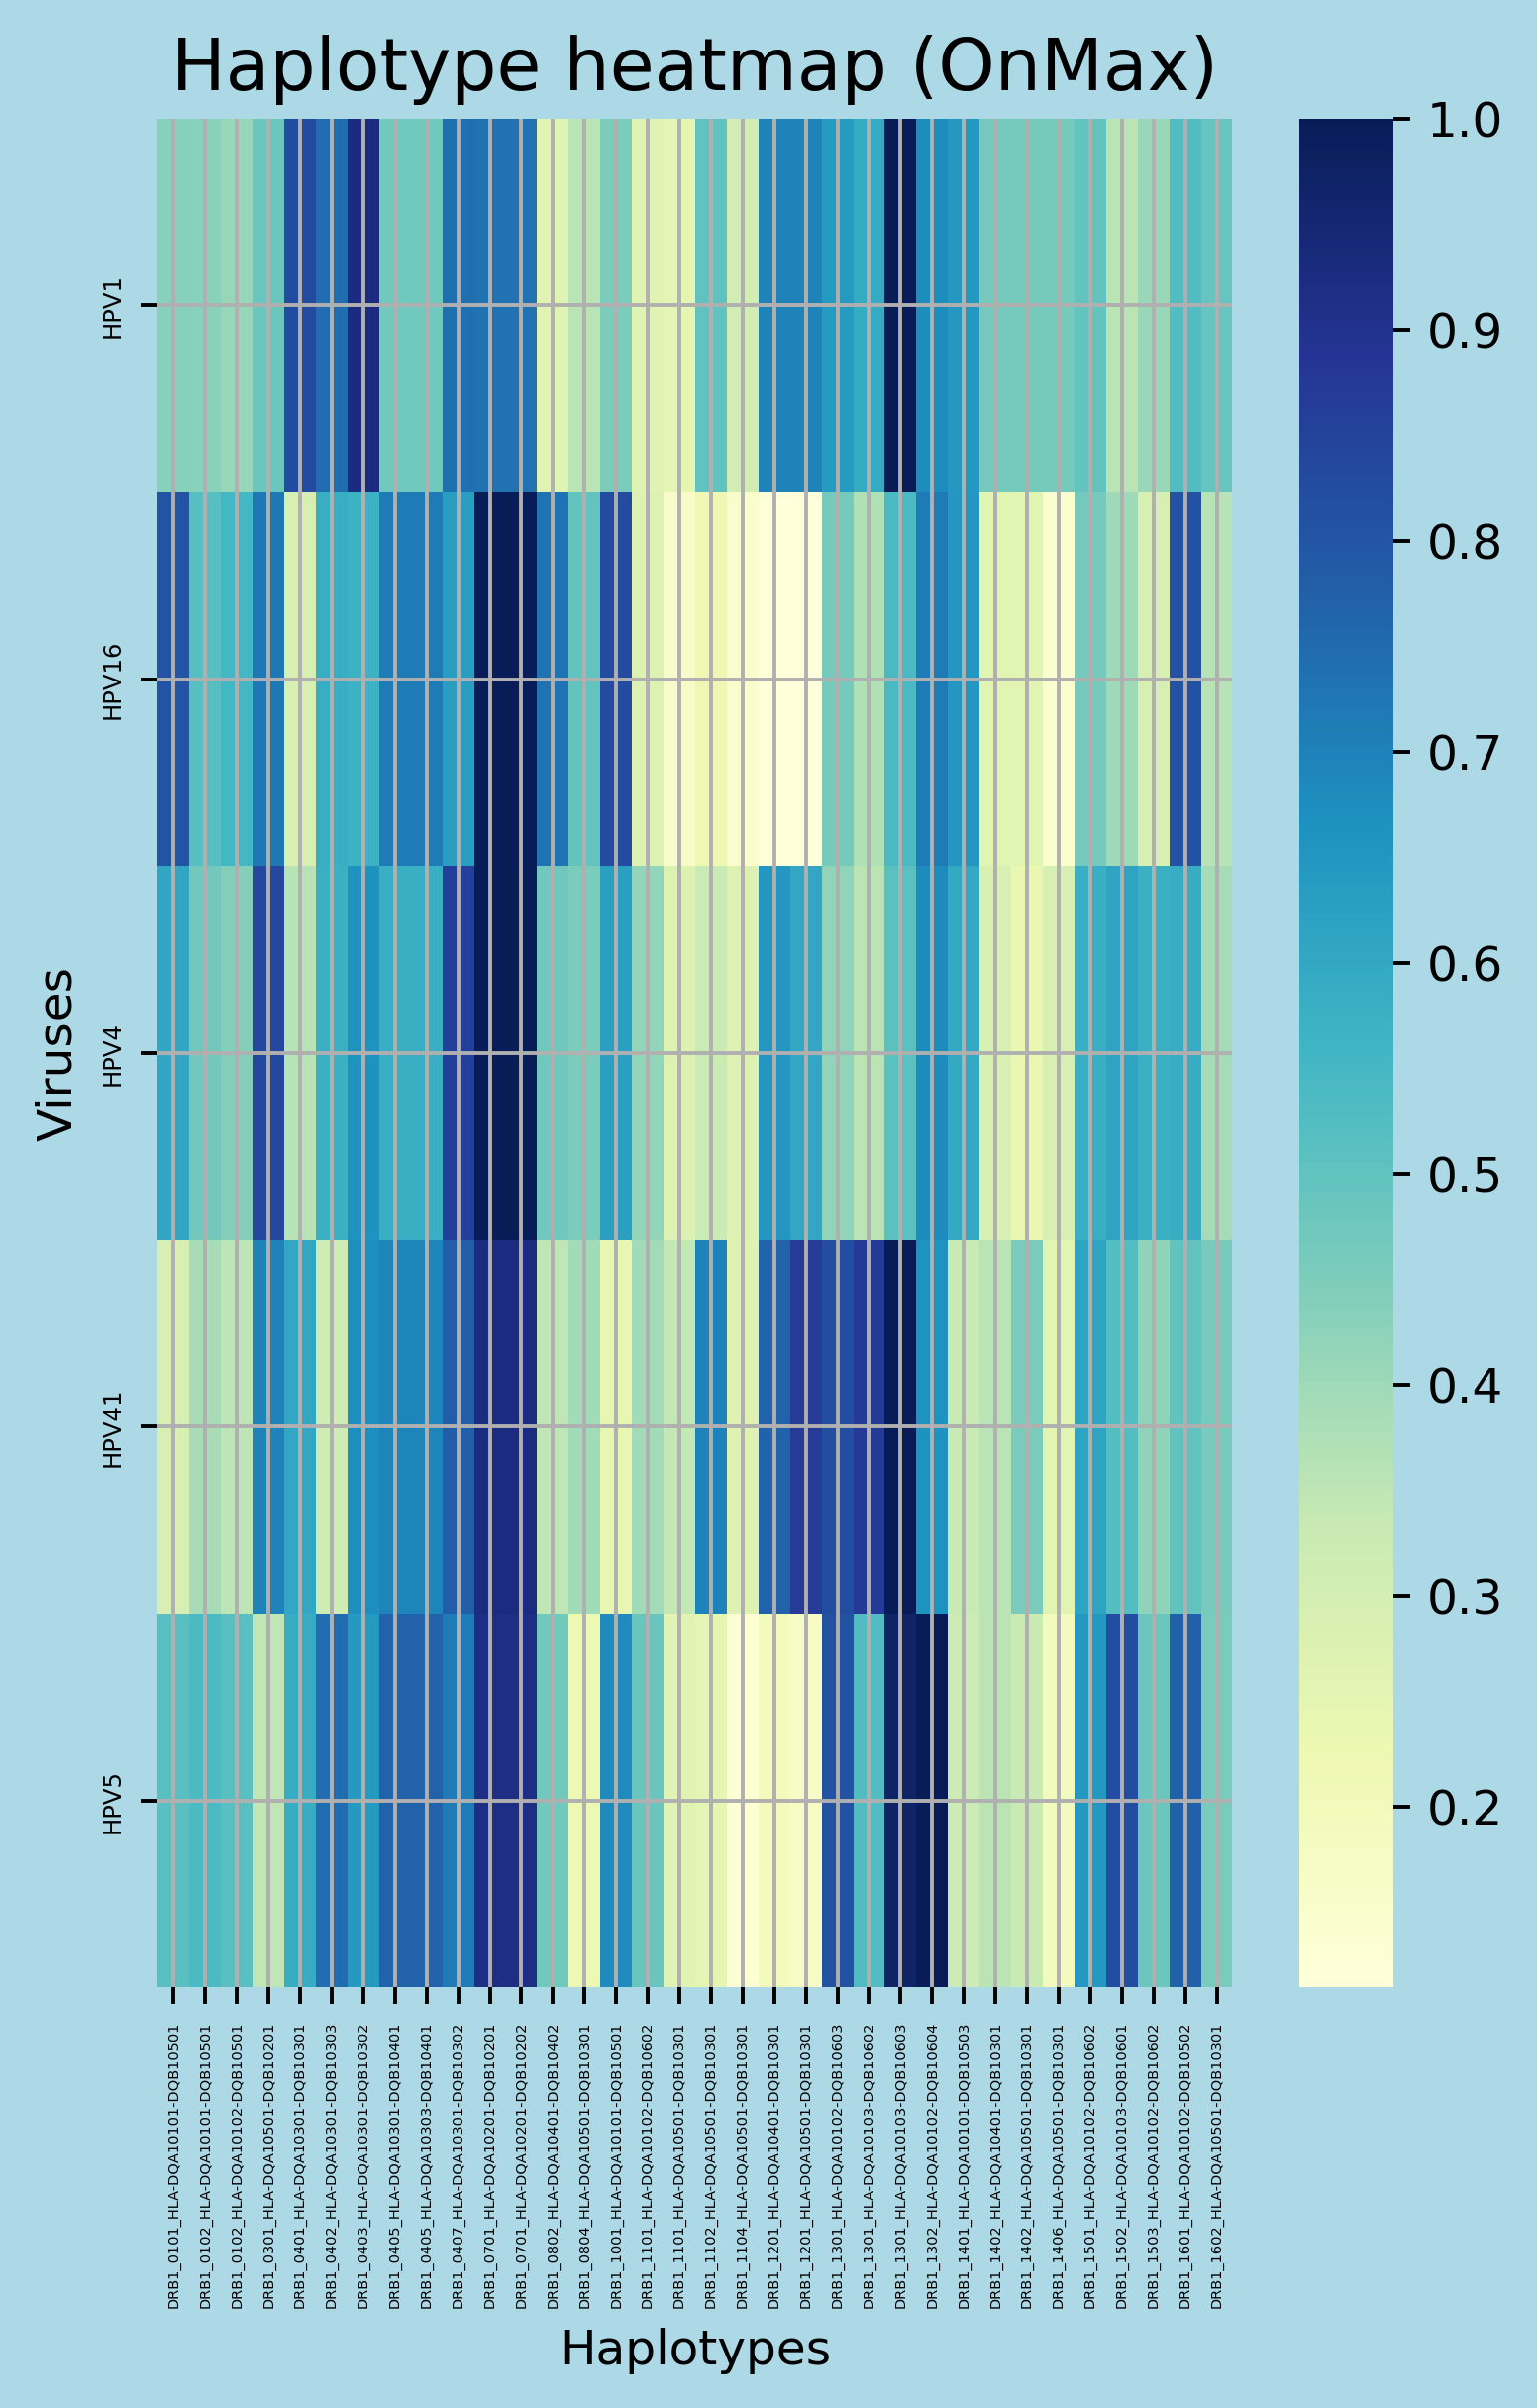 Haplotype heatmap (OnMax)
1.0
0.9
0.8
0.7
0.6
0.5
0.4
0.3
0.2
Viruses
HPV1
HPV16
HPV4
HPV41
HPV5
DRB1_0101_HLA-DQA10101-DQB10501
DRB1_0102_HLA-DQA10101-DQB10501
DRB1_0102_HLA-DQA10102-DQB10501
DRB1_0301_HLA-DQA10501-DQB10201
DRB1_0401_HLA-DQA10301-DQB10301
DRB1_0402_HLA-DQA10301-DQB10303
DRB1_0403_HLA-DQA10301-DQB10302
DRB1_0405_HLA-DQA10301-DQB10401
DRB1_0405_HLA-DQA10303-DQB10401
DRB1_0407_HLA-DQA10301-DQB10302
DRB1_0701_HLA-DQA10201-DQB10201
DRB1_0701_HLA-DQA10201-DQB10202
DRB1_0802_HLA-DQA10401-DQB10402
DRB1_0804_HLA-DQA10501-DQB10301
DRB1_1001_HLA-DQA10101-DQB10501
DRB1_1101_HLA-DQA10102-DQB10602
DRB1_1101_HLA-DQA10501-DQB10301
DRB1_1102_HLA-DQA10501-DQB10301
DRB1_1104_HLA-DQA10501-DQB10301
DRB1_1201_HLA-DQA10401-DQB10301
DRB1_1201_HLA-DQA10501-DQB10301
DRB1_1301_HLA-DQA10102-DQB10603
DRB1_1301_HLA-DQA10103-DQB10602
DRB1_1301_HLA-DQA10103-DQB10603
DRB1_1302_HLA-DQA10102-DQB10604
DRB1_1401_HLA-DQA10101-DQB10503
DRB1_1402_HLA-DQA10401-DQB10301
DRB1_1402_HLA-DQA10501-DQB10301
DRB1_1406_HLA-DQA10501-DQB10301
DRB1_1501_HLA-DQA10102-DQB10602
DRB1_1502_HLA-DQA10103-DQB10601
DRB1_1503_HLA-DQA10102-DQB10602
DRB1_1601_HLA-DQA10102-DQB10502
DRB1_1602_HLA-DQA10501-DQB10301
Haplotypes